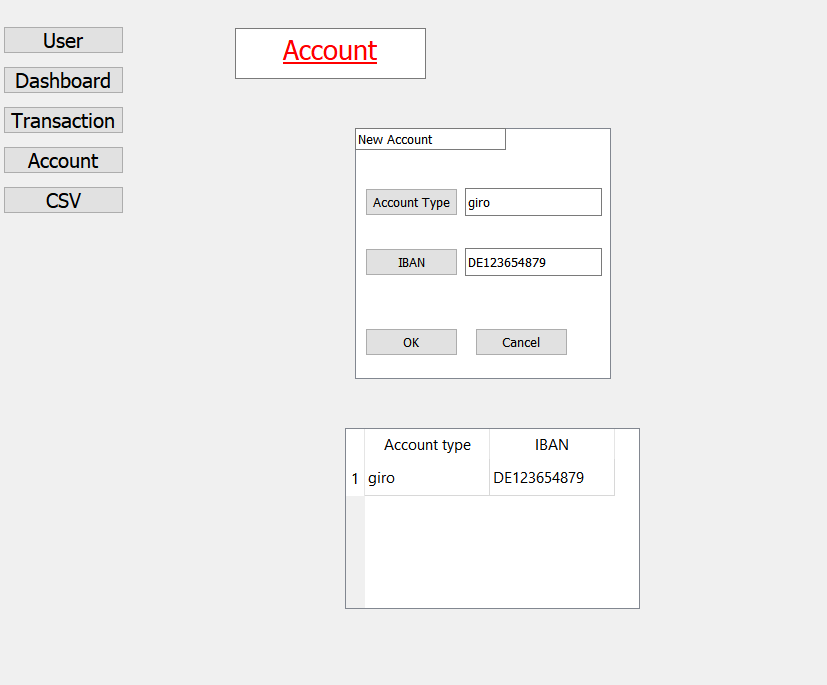 User
Dashboard
Transaction
Account
CSV
Account
New Account
Account Type giro
IBAN DE123654879
OK Cancel
Account type IBAN
1 giro DE123654879